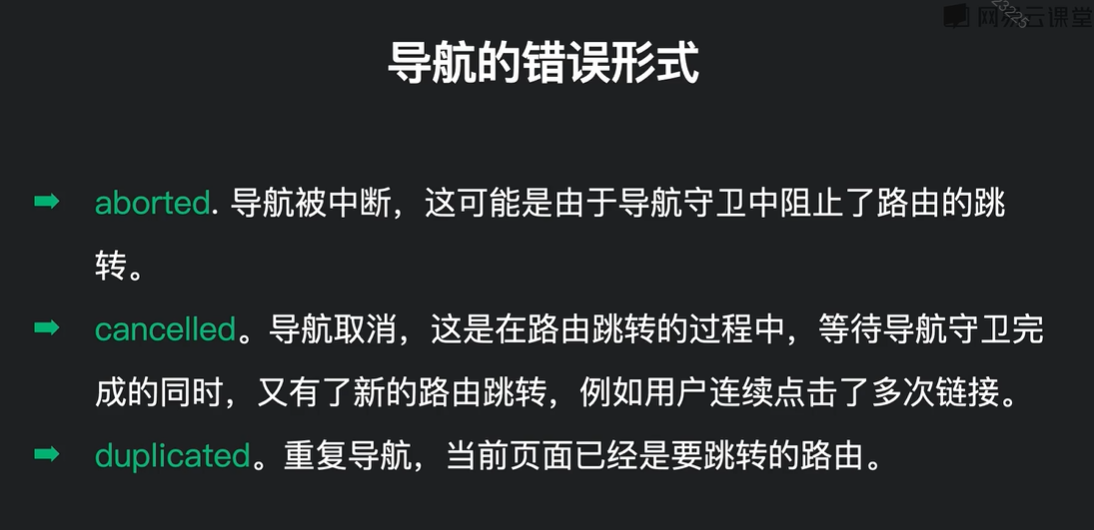 网易云课堂
23225
导航的错误形式
aborted. 导航被中断，这可能是由于导航守卫中阻止了路由的跳
转。
cancelled。导航取消，这是在路由跳转的过程中，等待导航守卫完
成的同时，又有了新的路由跳转，例如用户连续点击了多次链接。
duplicated。重复导航，当前页面已经是要跳转的路由。